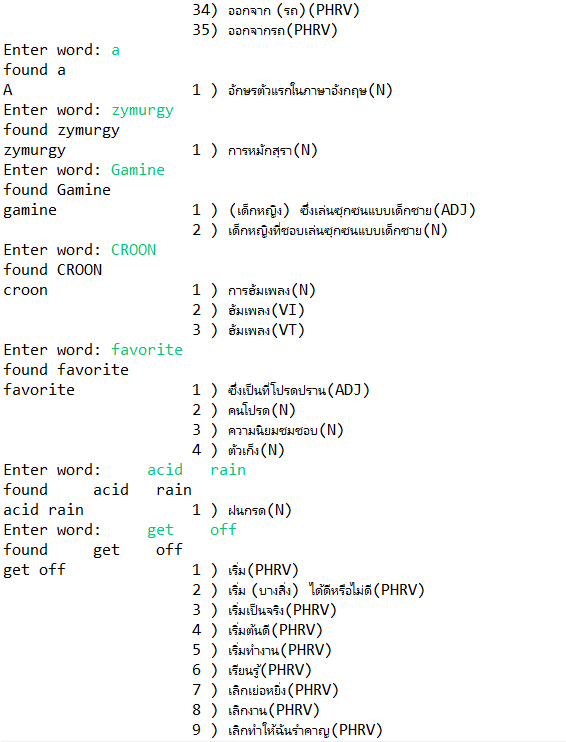 34) ออกจาก (รถ)(PHRV)
35) ออกจากรถ(PHRV)
Enter word: a
found a
A 1 ) อักษรตัวแรกในภาษาอังกฤษ(N)
Enter word: zymurgy
found zymurgy
zymurgy 1 ) การหมักสุรา(N)
Enter word: Gamine
found Gamine
gamine 1 ) (เด็กหญิง) ซึ่งเล่นซุกซนแบบเด็กชาย(ADJ)
2 ) เด็กหญิงที่ชอบเล่นซุกซนแบบเด็กชาย(N)
Enter word: CROON
found CROON
croon 1 ) การฮัมเพลง(N)
2 ) ฮัมเพลง(VI)
3 ) ฮัมเพลง(VT)
Enter word: favorite
found favorite
favorite 1 ) ซึ่งเป็นที่โปรดปราน(ADJ)
2 ) คนโปรด(N)
3 ) ความนิยมชมชอบ(N)
4 ) ตัวเก็ง(N)
Enter word:     acid   rain
found     acid   rain
acid rain 1 ) ฝนกรด(N)
Enter word:     get    off
found     get    off
get off 1 ) เริ่ม(PHRV)
2 ) เริ่ม (บางสิ่ง) ได้ดีหรือไม่ดี(PHRV)
3 ) เริ่มเป็นจริง(PHRV)
4 ) เริ่มต้นดี(PHRV)
5 ) เริ่มทำงาน(PHRV)
6 ) เรียนรู้(PHRV)
7 ) เลิกเย่อหยิ่ง(PHRV)
8 ) เลิกงาน(PHRV)
9 ) เลิกทำให้ฉันรำคาญ(PHRV)